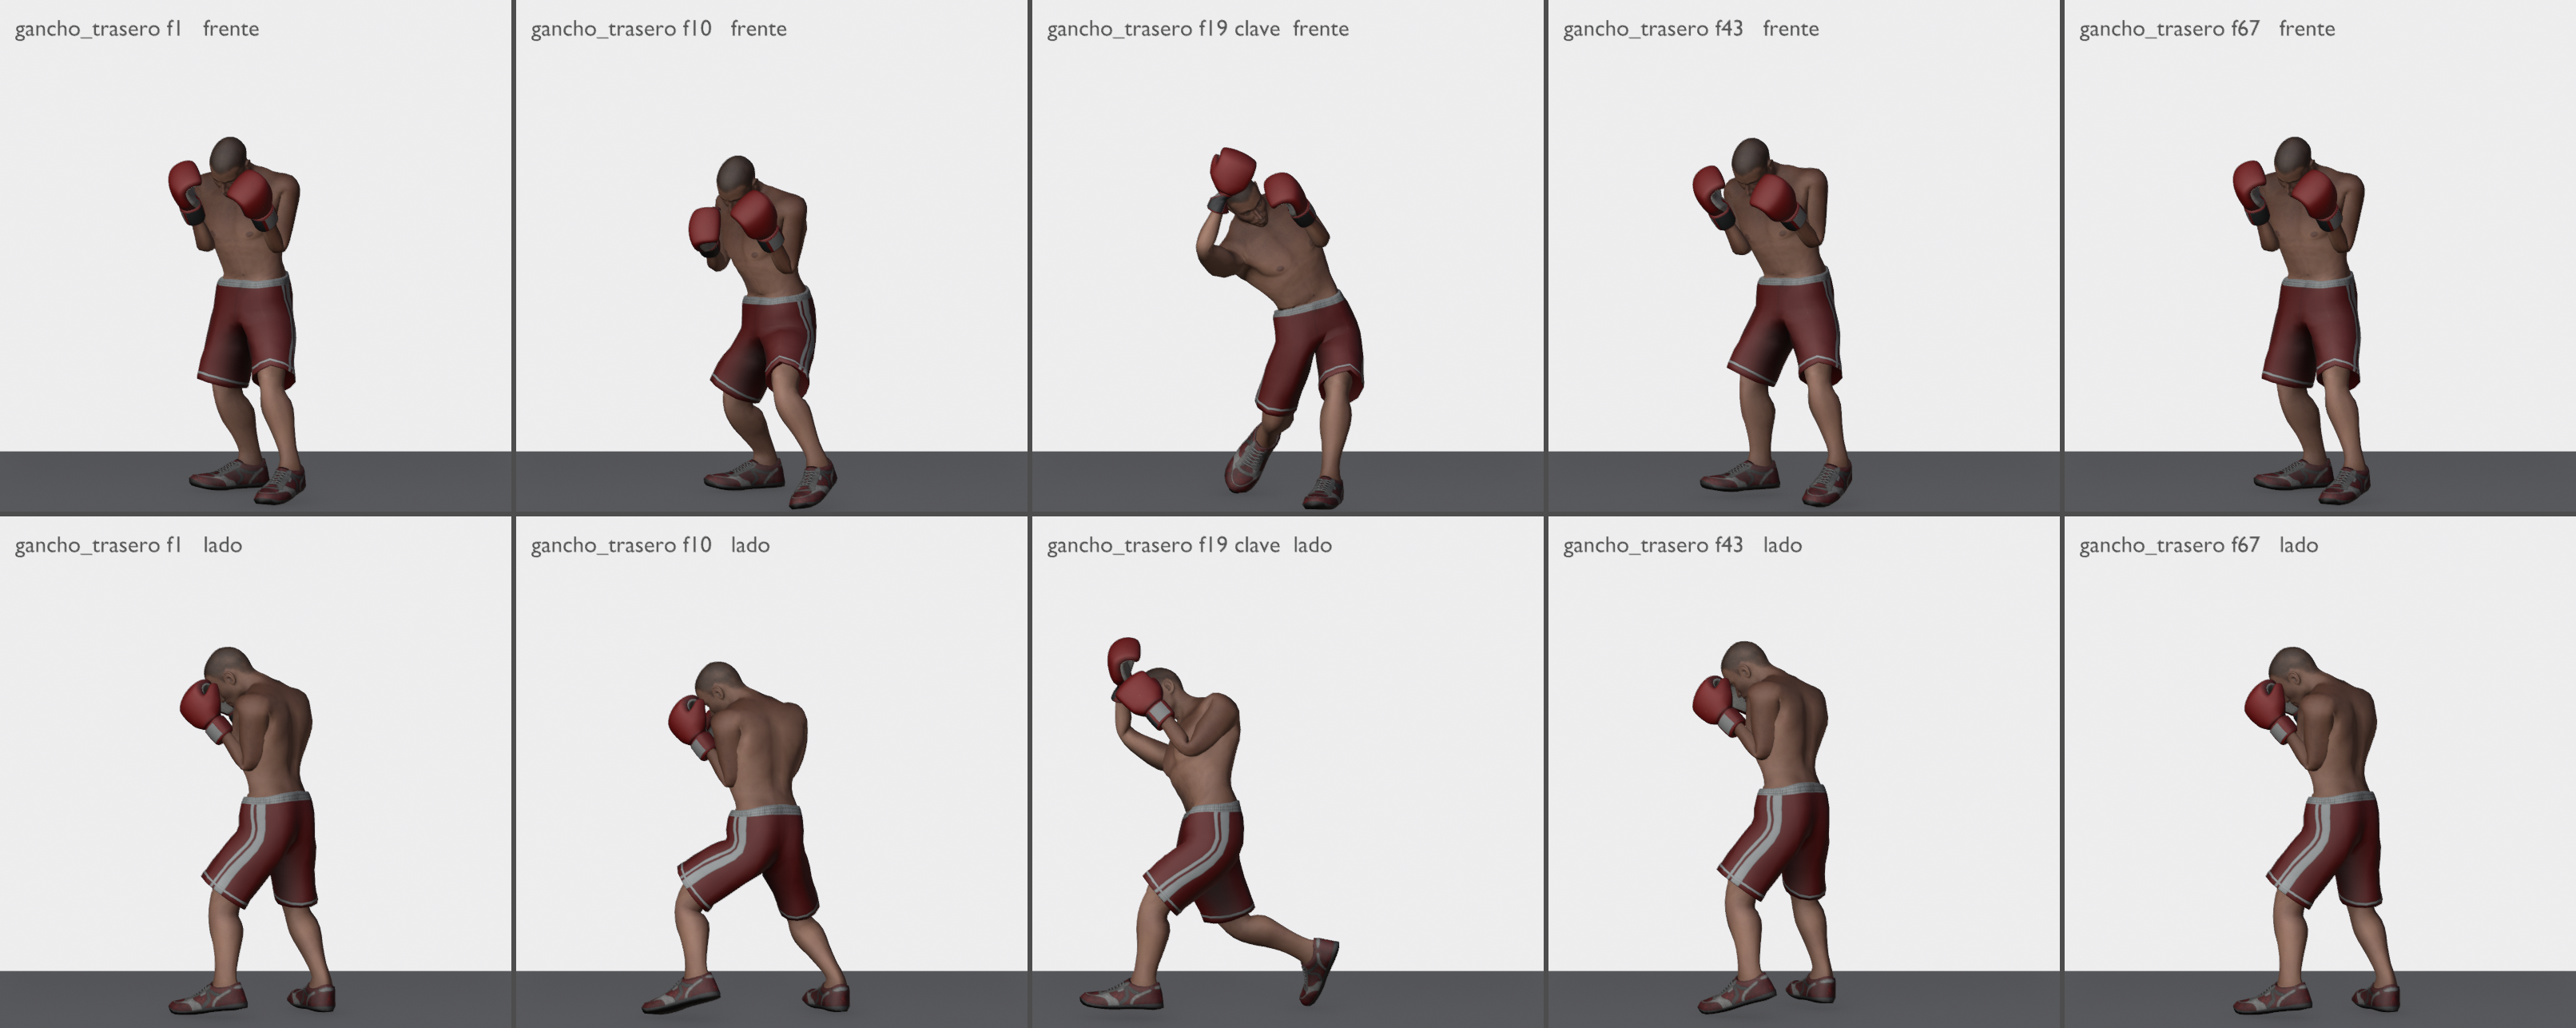 gancho_trasero f1 frente
gancho_trasero f10 frente
gancho_trasero f19 clave frente
gancho_trasero f43 frente
gancho_trasero f67 frente
gancho_trasero f1 lado
gancho_trasero f10 lado
gancho_trasero f19 clave lado
gancho_trasero f43 lado
gancho_trasero f67 lado